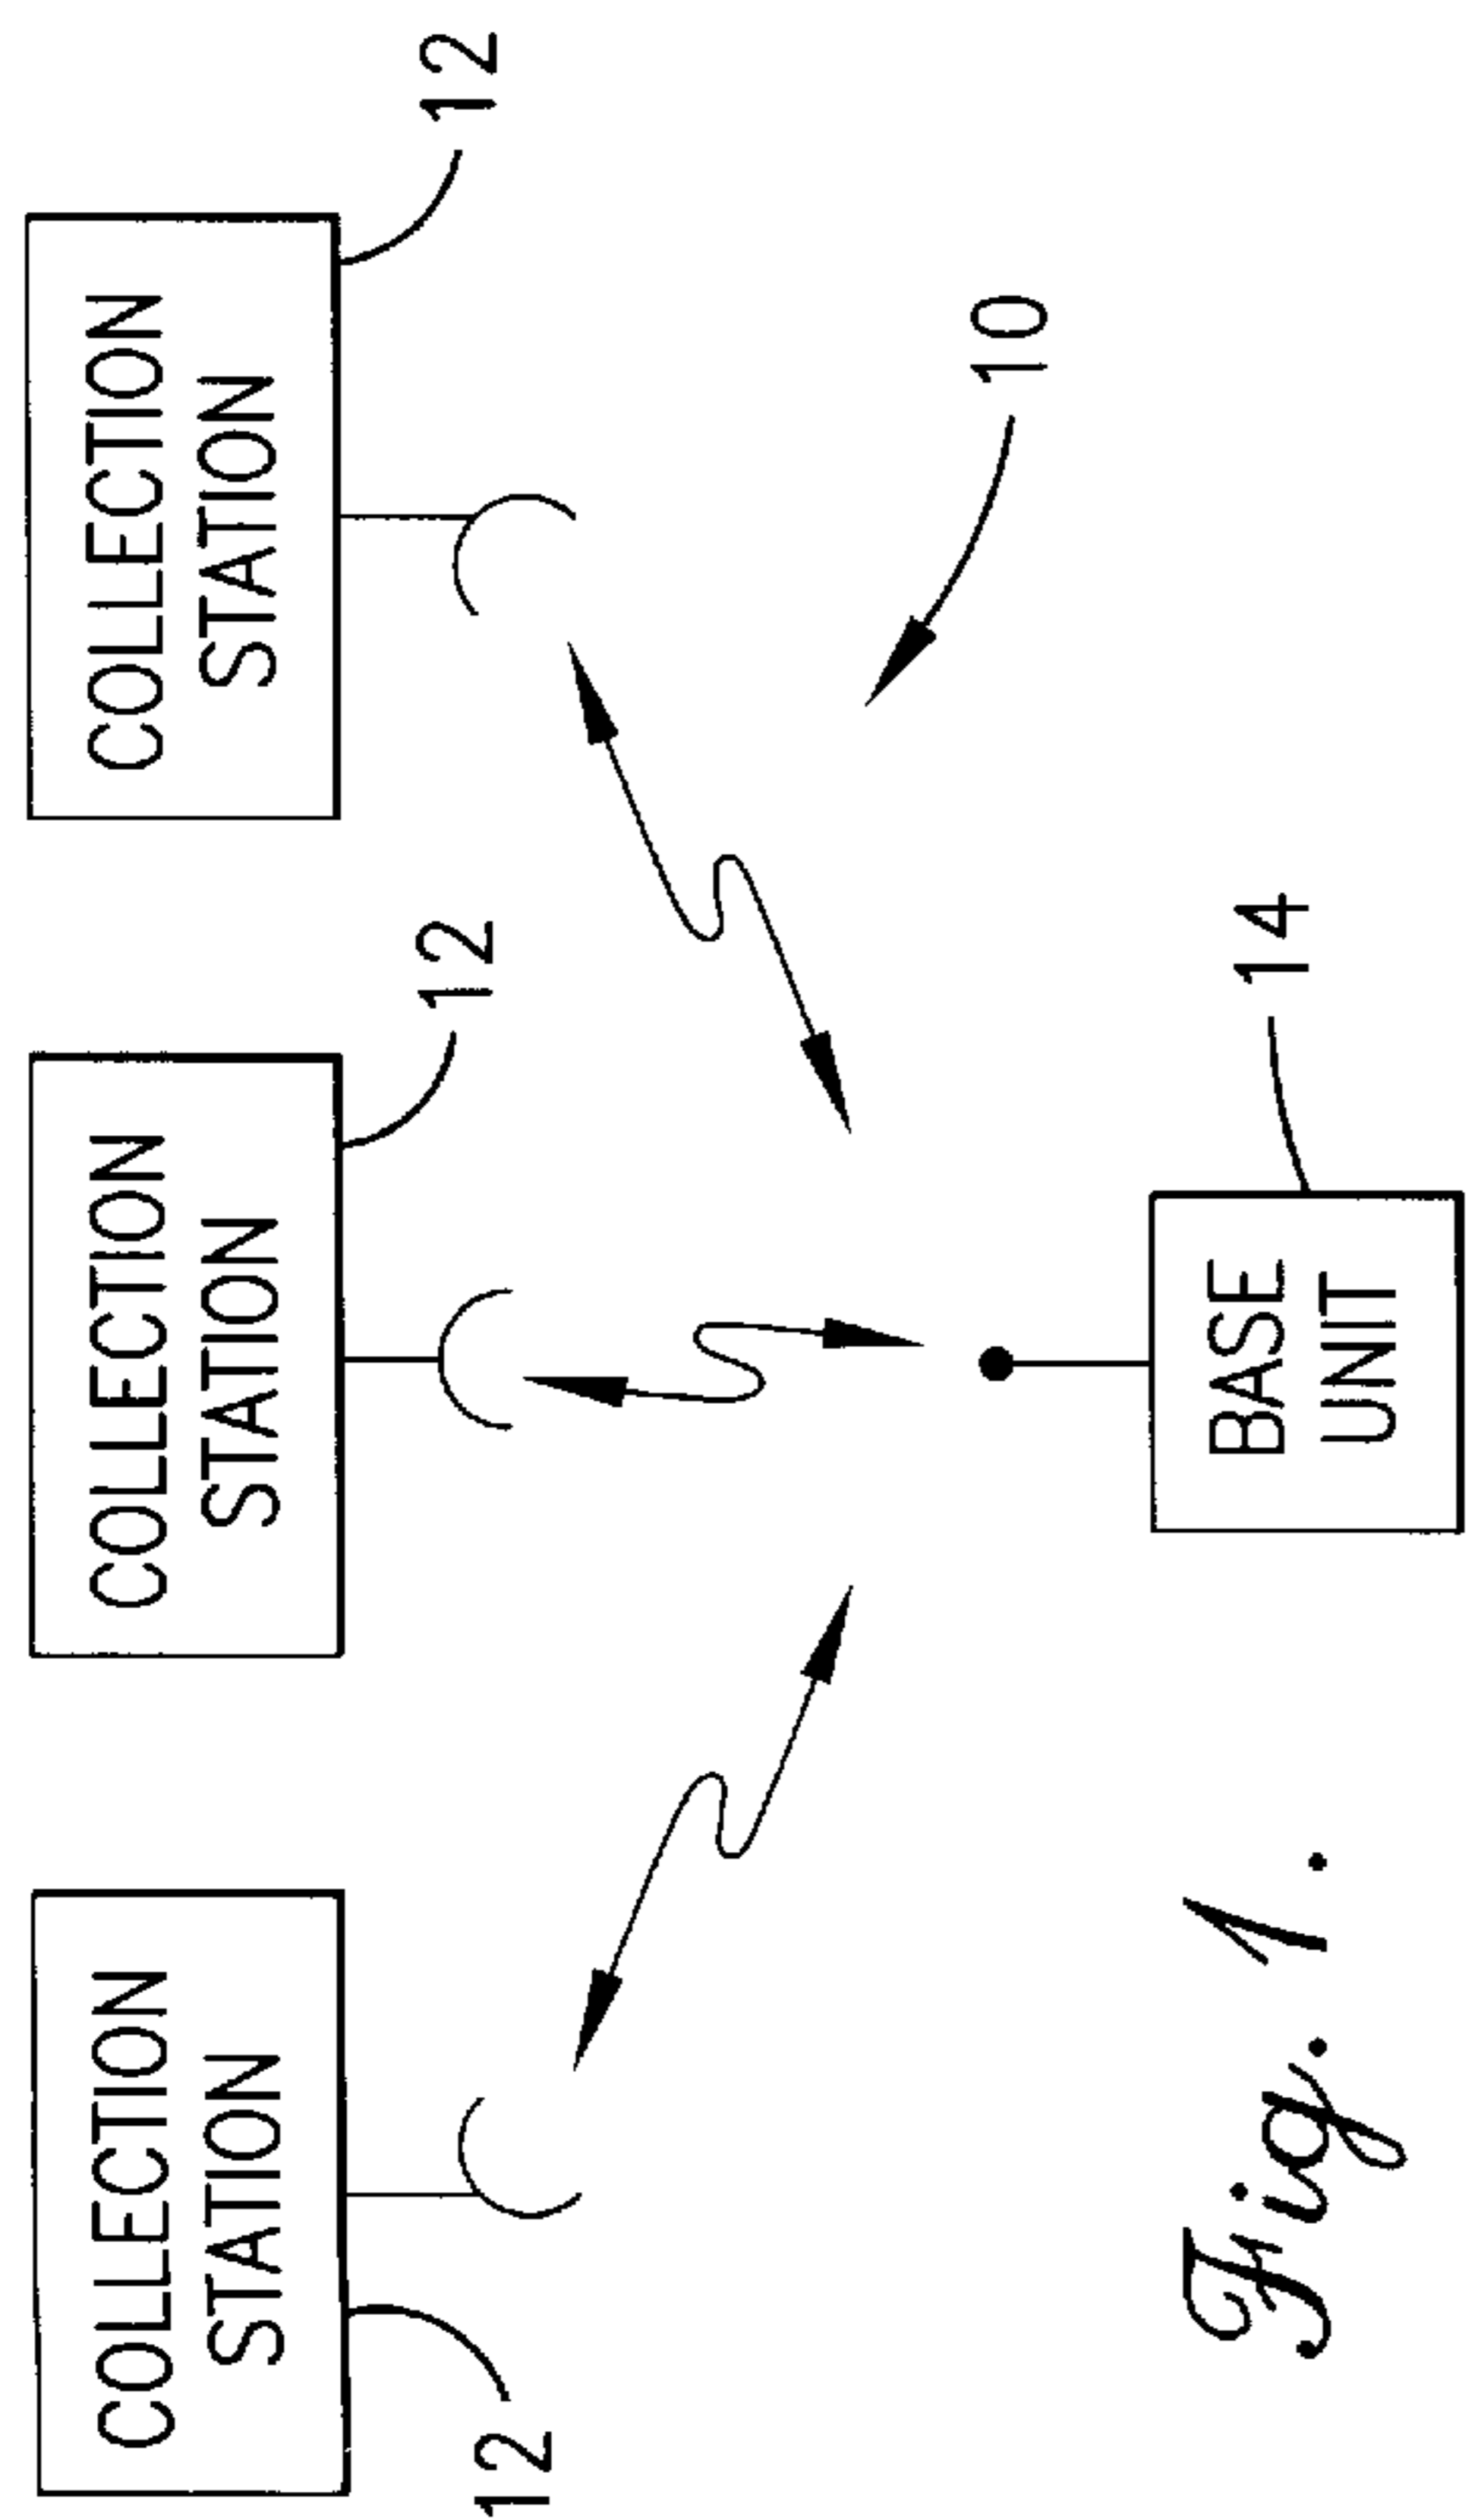 COLLECTION
STATION
12
COLLECTION
STATION
12
COLLECTION
STATION
12
10
BASE
UNIT
14
Fig. 1.